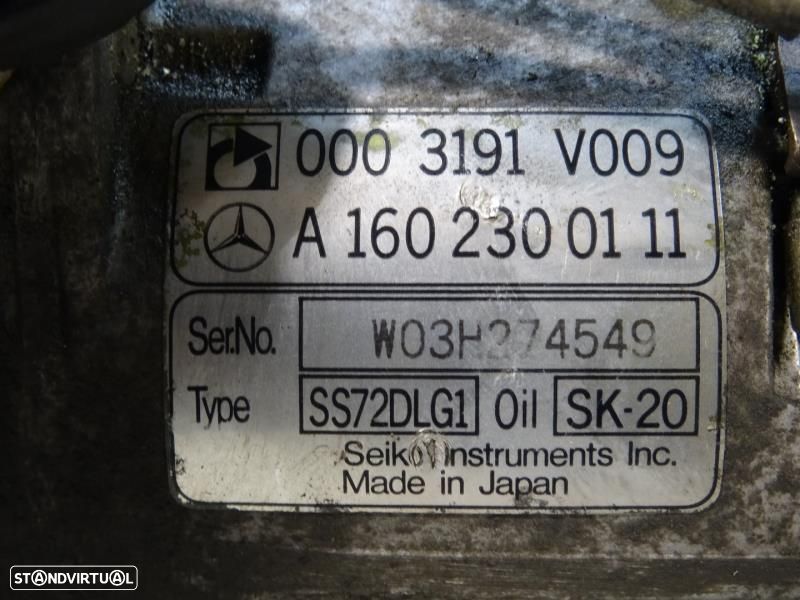 000 3191 V009
A 160 230 01 11
Ser.No. W03H274549
Type SS72DLG1 Oil SK-20
Seiko Instruments Inc.
Made in Japan
STANDVIRTUAL